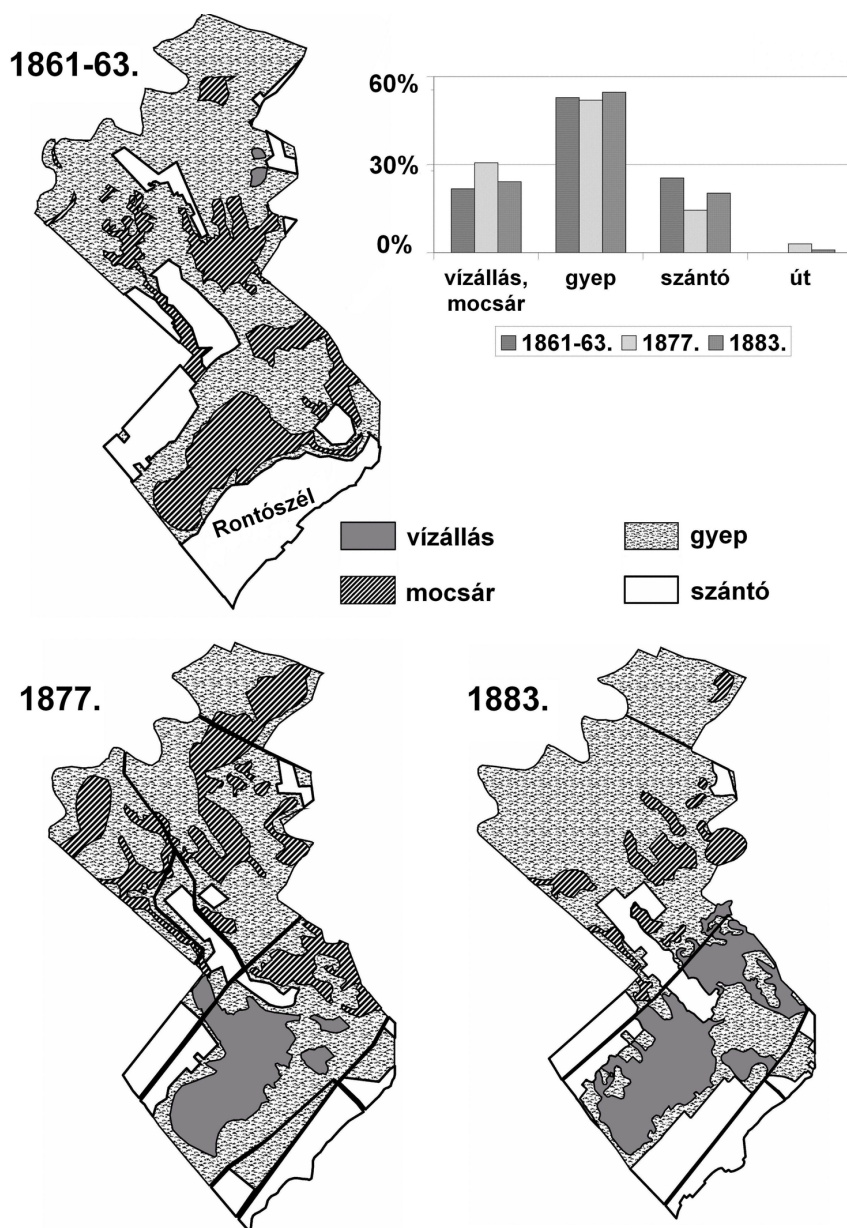 1861-63.
60%
30%
0%
vízállás,
mocsár
gyep
szántó
út
1861-63.
1877.
1883.
Rontószél
vízállás
gyep
mocsár
szántó
1877.
1883.